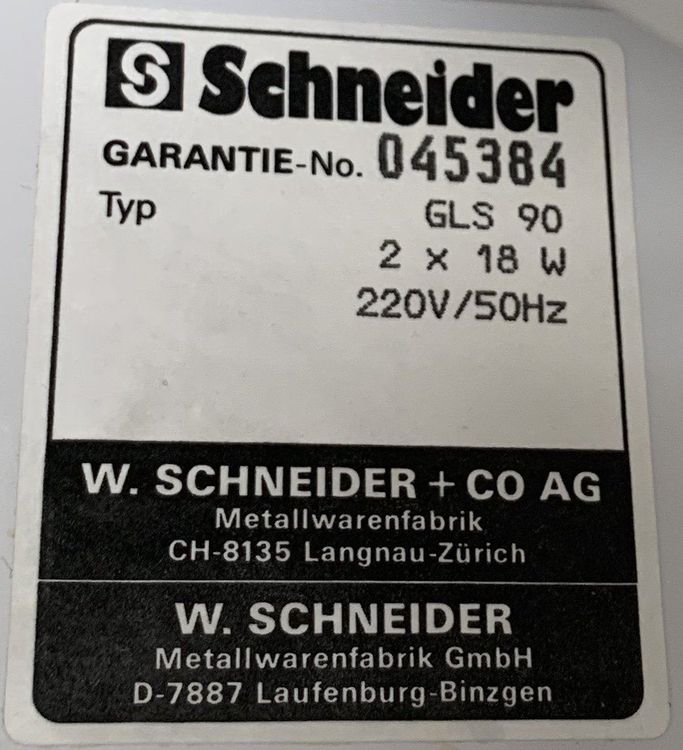 S Schneider
GARANTIE-No. 045384
Typ GLS 90
2 x 18 W
220V/50Hz
W. SCHNEIDER + CO AG
Metallwarenfabrik
CH-8135 Langnau-Zürich
W. SCHNEIDER
Metallwarenfabrik GmbH
D-7887 Laufenburg-Binzgen